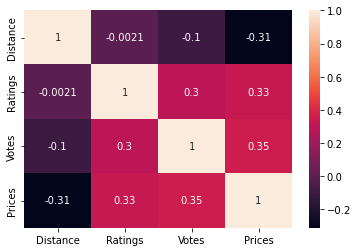 Distance 1 -0.0021 -0.1 -0.31
Ratings -0.0021 1 0.3 0.33
Votes -0.1 0.3 1 0.35
Prices -0.31 0.33 0.35 1
Distance Ratings Votes Prices
1.0
0.8
0.6
0.4
0.2
0.0
−0.2